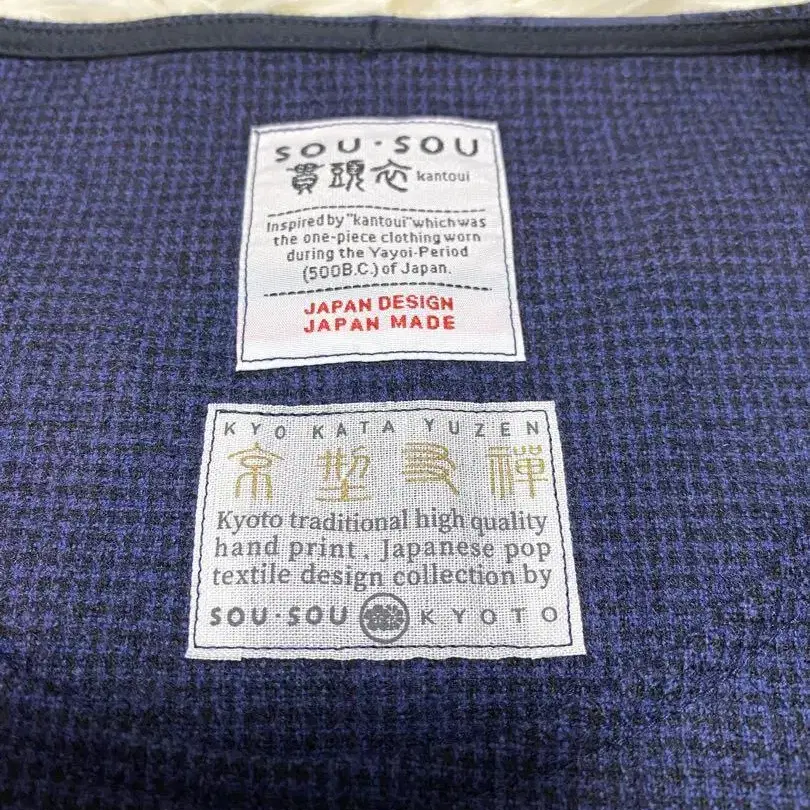 SOU・SOU
貫頭衣 kantoui
Inspired by "kantoui" which was
the one-piece clothing worn
during the Yayoi-Period
(500B.C.) of Japan.
JAPAN DESIGN
JAPAN MADE
KYO KATA YUZEN
京型友禅
Kyoto traditional high quality
hand print, Japanese pop
textile design collection by
SOU・SOU KYOTO